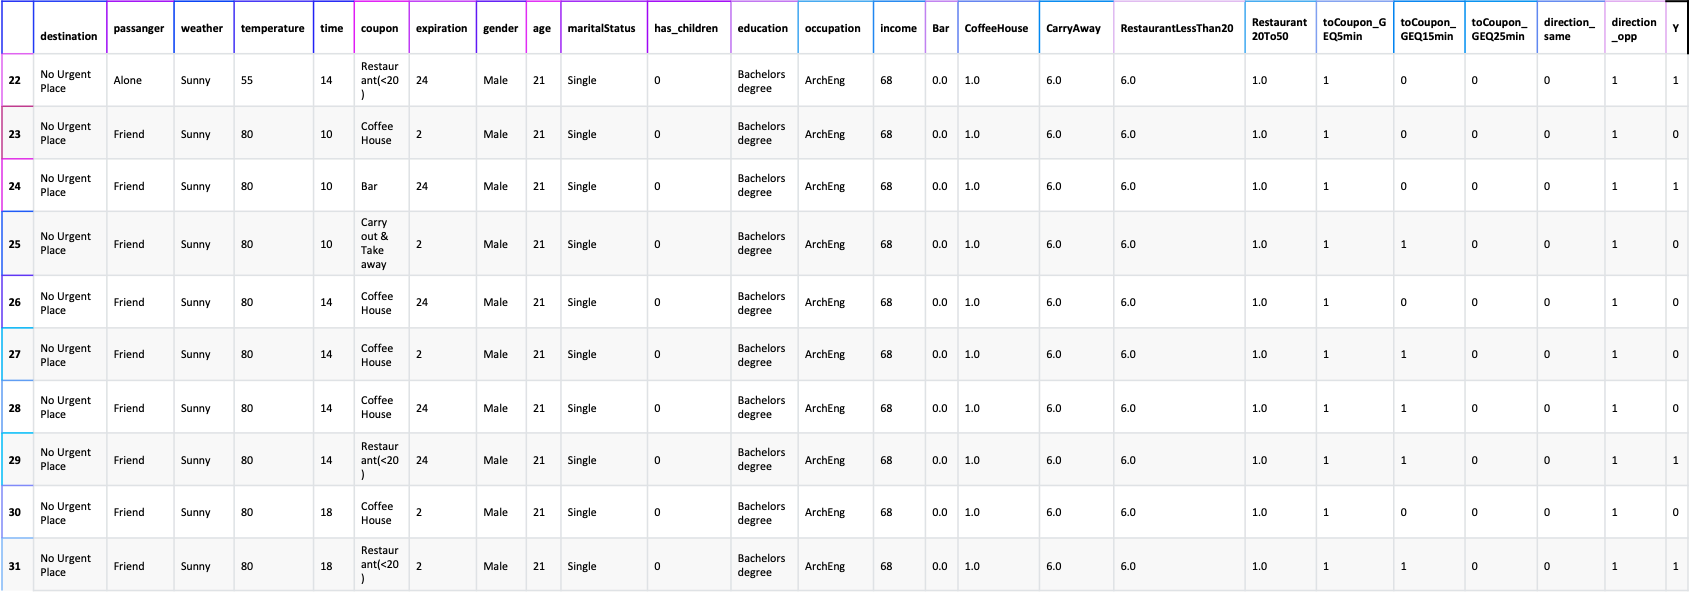 destination passanger weather temperature time coupon expiration gender age maritalStatus has_children education occupation income Bar CoffeeHouse CarryAway RestaurantLessThan20 Restaurant toCoupon_G toCoupon_ toCoupon_ direction_ direction Y
20To50 EQ5min GEQ15min GEQ25min same _opp
Restaur
22 No Urgent Alone Sunny 55 14 ant(<20 24 Male 21 Single 0 Bachelors ArchEng 68 0.0 1.0 6.0 6.0 1.0 1 0 0 0 1 1
Place ) degree
23 No Urgent Friend Sunny 80 10 Coffee 2 Male 21 Single 0 Bachelors ArchEng 68 0.0 1.0 6.0 6.0 1.0 1 0 0 0 1 0
Place House degree
24 No Urgent Friend Sunny 80 10 Bar 24 Male 21 Single 0 Bachelors ArchEng 68 0.0 1.0 6.0 6.0 1.0 1 0 0 0 1 1
Place degree
Carry
25 No Urgent Friend Sunny 80 10 out & 2 Male 21 Single 0 Bachelors ArchEng 68 0.0 1.0 6.0 6.0 1.0 1 1 0 0 1 0
Place Take degree
away
26 No Urgent Friend Sunny 80 14 Coffee 24 Male 21 Single 0 Bachelors ArchEng 68 0.0 1.0 6.0 6.0 1.0 1 0 0 0 1 0
Place House degree
27 No Urgent Friend Sunny 80 14 Coffee 2 Male 21 Single 0 Bachelors ArchEng 68 0.0 1.0 6.0 6.0 1.0 1 1 0 0 1 0
Place House degree
28 No Urgent Friend Sunny 80 14 Coffee 24 Male 21 Single 0 Bachelors ArchEng 68 0.0 1.0 6.0 6.0 1.0 1 1 0 0 1 0
Place House degree
Restaur
29 No Urgent Friend Sunny 80 14 ant(<20 24 Male 21 Single 0 Bachelors ArchEng 68 0.0 1.0 6.0 6.0 1.0 1 1 0 0 1 1
Place ) degree
30 No Urgent Friend Sunny 80 18 Coffee 2 Male 21 Single 0 Bachelors ArchEng 68 0.0 1.0 6.0 6.0 1.0 1 0 0 0 1 0
Place House degree
Restaur
31 No Urgent Friend Sunny 80 18 ant(<20 2 Male 21 Single 0 Bachelors ArchEng 68 0.0 1.0 6.0 6.0 1.0 1 1 0 0 1 1
Place ) degree